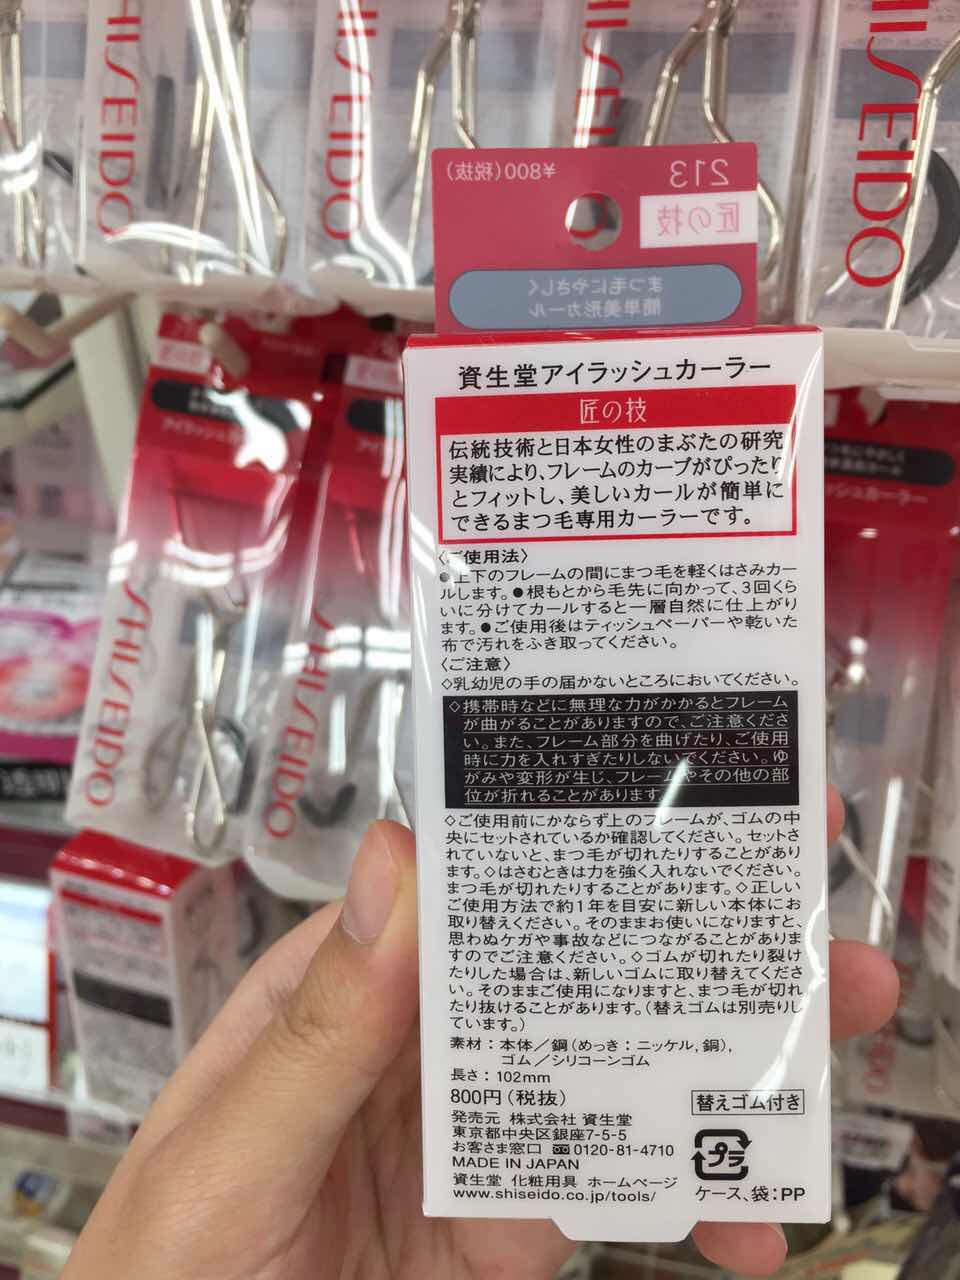 SHISEIDO
SHISEIDO
SHISEIDO
SHISEIDO
213
¥800(税抜)
匠の技
まつ毛にやさしく
簡単美形カール
資生堂アイラッシュカーラー
匠の技
伝統技術と日本女性のまぶたの研究
実績により、フレームのカーブがぴったり
とフィットし、美しいカールが簡単に
できるまつ毛専用カーラーです。
〈ご使用法〉
●上下のフレームの間にまつ毛を軽くはさみカー
ルします。●根もとから毛先に向かって、3回くら
いに分けてカールすると一層自然に仕上がり
ます。●ご使用後はティッシュペーパーや乾いた
布で汚れをふき取ってください。
〈ご注意〉
◇乳幼児の手の届かないところにおいてください。
◇携帯時などに無理な力がかかるとフレーム
が曲がることがありますので、ご注意くださ
い。また、フレーム部分を曲げたり、ご使用
時に力を入れすぎたりしないでください。ゆ
がみや変形が生じ、フレームやその他の部
位が折れることがあります。
◇ご使用前にかならず上のフレームが、ゴムの中
央にセットされているか確認してください。セット
されていないと、まつ毛が切れたりすることがあり
ます。◇はさむときは力を強く入れないでください。
まつ毛が切れたりすることがあります。◇正しい
ご使用方法で約1年を目安に新しい本体にお
取り替えください。そのままお使いになりますと、
思わぬケガや事故などにつながることがありま
すのでご注意ください。◇ゴムが切れたり裂け
たりした場合は、新しいゴムに取り替えてくださ
い。そのままご使用になりますと、まつ毛が切れ
たり抜けることがあります。(替えゴムは別売りし
ています。)
素材：本体／鋼(めっき：ニッケル,銅),
ゴム／シリコーンゴム
長さ：102mm
800円(税抜)
替えゴム付き
発売元 株式会社 資生堂
東京都中央区銀座7-5-5
お客さま窓口 0120-81-4710
MADE IN JAPAN
資生堂 化粧用具 ホームページ
www.shiseido.co.jp/tools/
プラ
ケース、袋：PP
SHISEIDO
SHISEIDO